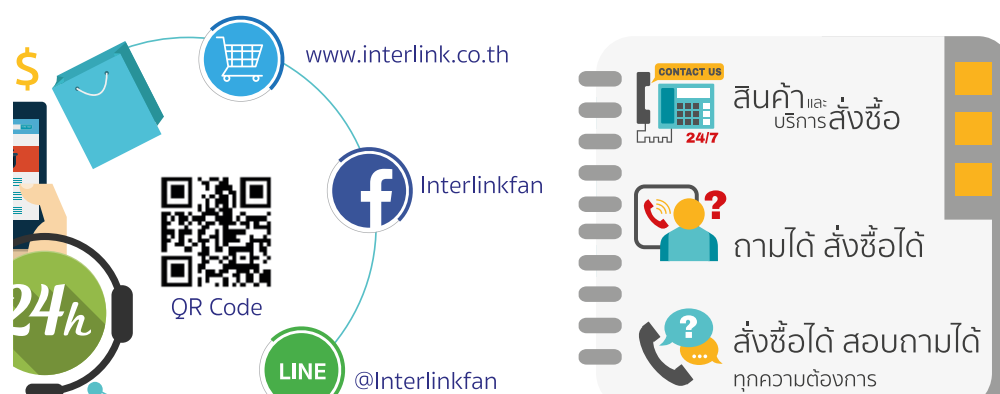 $
www.interlink.co.th
f Interlinkfan
QR Code
24h
LINE @Interlinkfan
CONTACT US
24/7
สินค้าและ
บริการสั่งซื้อ
?
ถามได้ สั่งซื้อได้
?
สั่งซื้อได้ สอบถามได้
ทุกความต้องการ